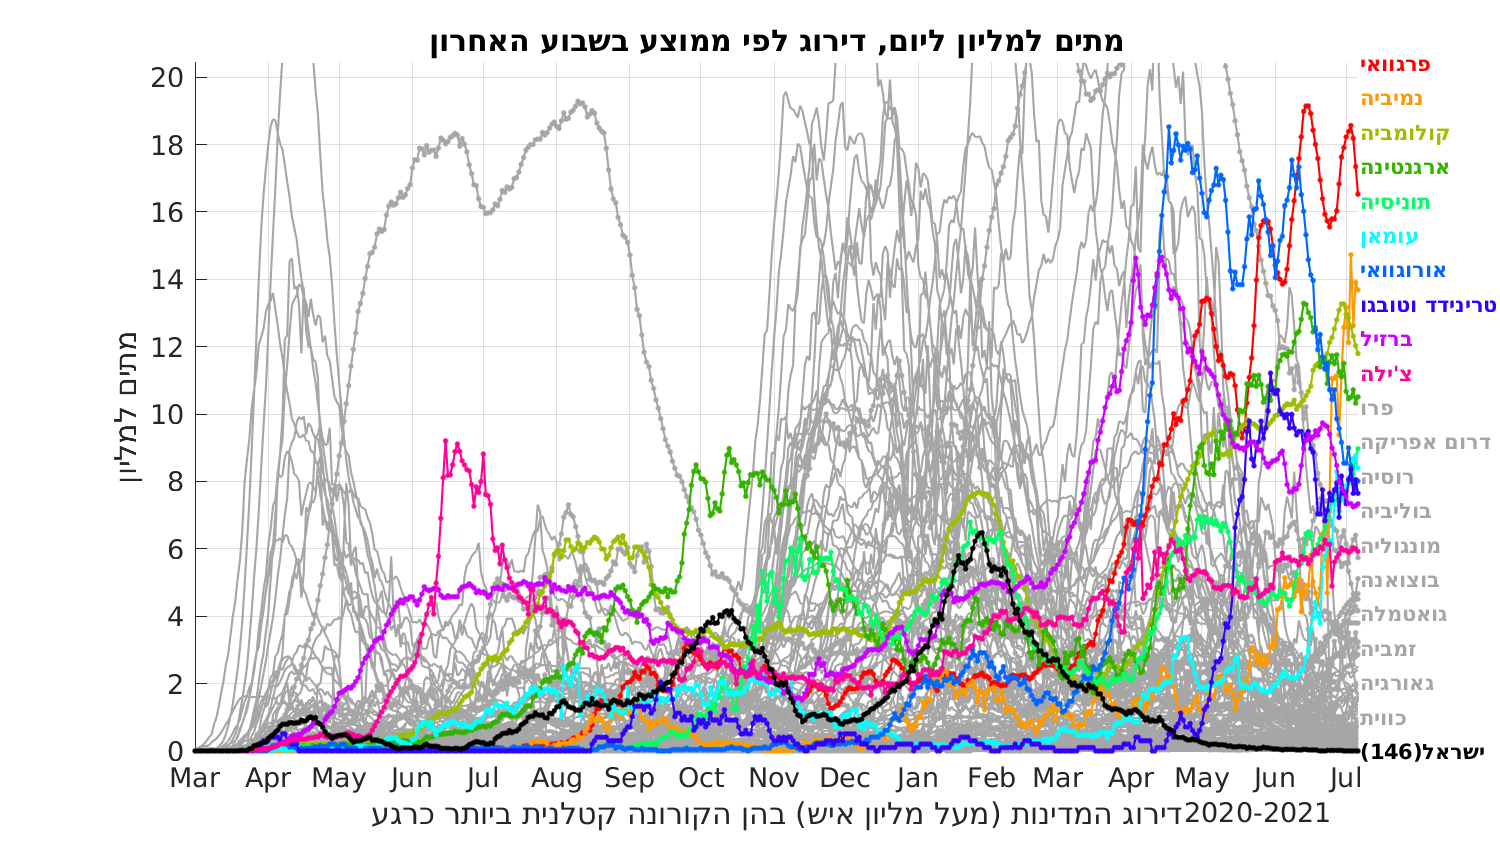 מתים למליון ליום, דירוג לפי ממוצע בשבוע האחרון
מתים למליון
20
18
16
14
12
10
8
6
4
2
0
Mar Apr May Jun Jul Aug Sep Oct Nov Dec Jan Feb Mar Apr May Jun Jul
דירוג המדינות (מעל מליון איש) בהן הקורונה קטלנית ביותר כרגע2020-2021
פרגוואי
נמיביה
קולומביה
ארגנטינה
תוניסיה
עומאן
אורוגוואי
טרינידד וטובגו
ברזיל
צ'ילה
פרו
דרום אפריקה
רוסיה
בוליביה
מונגוליה
בוצואנה
גואטמלה
זמביה
גאורגיה
כווית
ישראל(146)